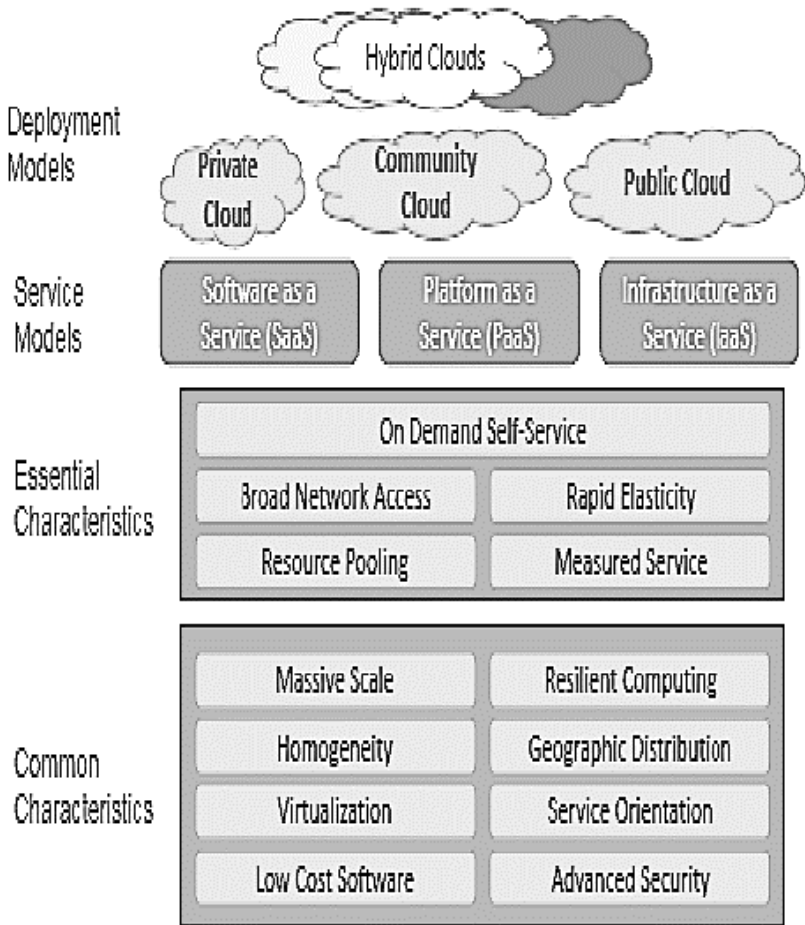 Hybrid Clouds
Deployment
Models
Private
Cloud
Community
Cloud
Public Cloud
Service
Models
Software as a
Service (SaaS)
Platform as a
Service (PaaS)
Infrastructure as a
Service (IaaS)
Essential
Characteristics
On Demand Self-Service
Broad Network Access
Rapid Elasticity
Resource Pooling
Measured Service
Common
Characteristics
Massive Scale
Resilient Computing
Homogeneity
Geographic Distribution
Virtualization
Service Orientation
Low Cost Software
Advanced Security